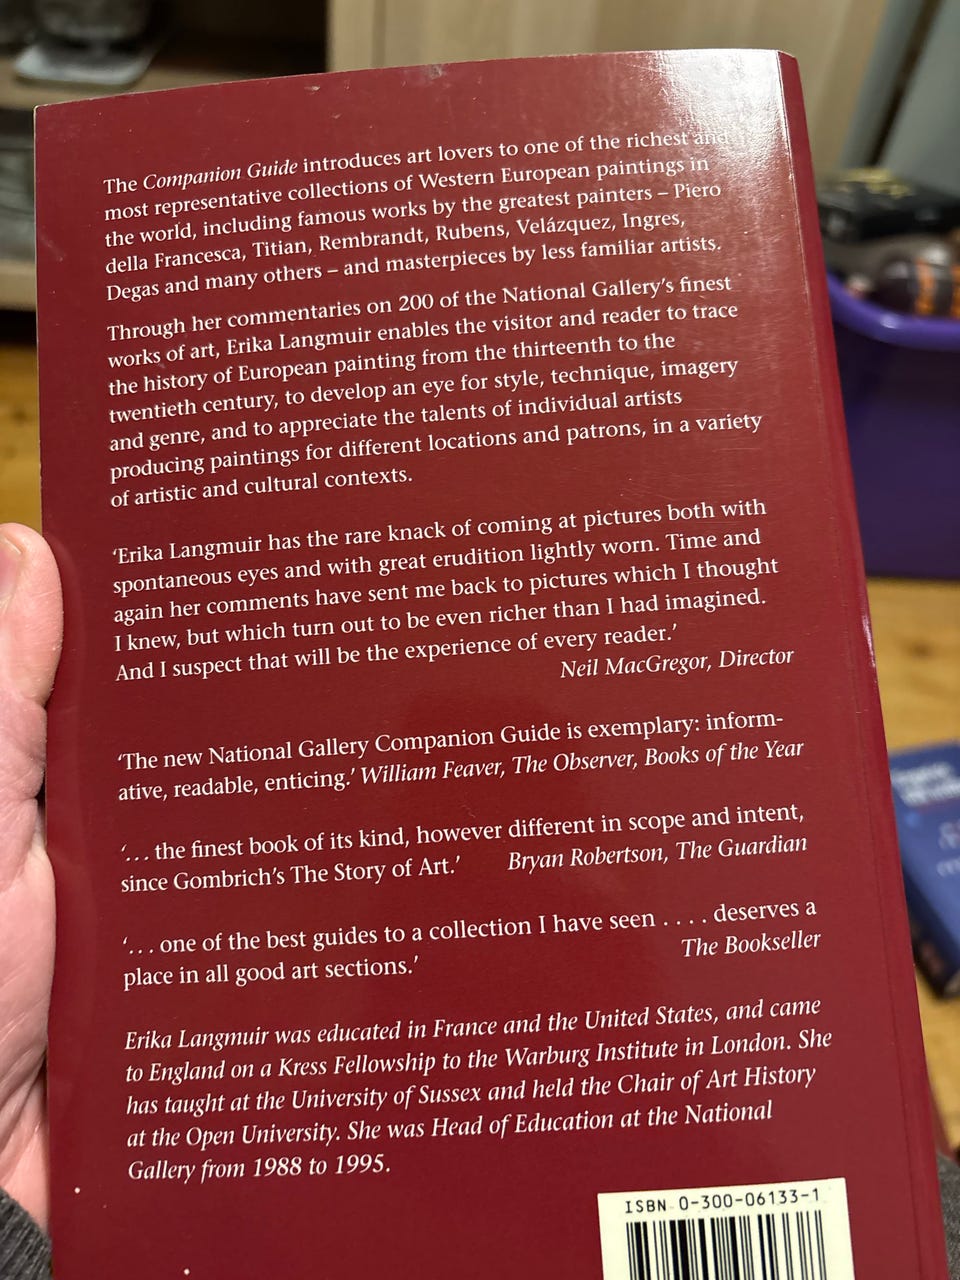 The Companion Guide introduces art lovers to one of the richest and
most representative collections of Western European paintings in
the world, including famous works by the greatest painters – Piero
della Francesca, Titian, Rembrandt, Rubens, Velázquez, Ingres,
Degas and many others – and masterpieces by less familiar artists.
Through her commentaries on 200 of the National Gallery's finest
works of art, Erika Langmuir enables the visitor and reader to trace
the history of European painting from the thirteenth to the
twentieth century, to develop an eye for style, technique, imagery
and genre, and to appreciate the talents of individual artists
producing paintings for different locations and patrons, in a variety
of artistic and cultural contexts.
'Erika Langmuir has the rare knack of coming at pictures both with
spontaneous eyes and with great erudition lightly worn. Time and
again her comments have sent me back to pictures which I thought
I knew, but which turn out to be even richer than I had imagined.
And I suspect that will be the experience of every reader.'
Neil MacGregor, Director
'The new National Gallery Companion Guide is exemplary: inform-
ative, readable, enticing.' William Feaver, The Observer, Books of the Year
'... the finest book of its kind, however different in scope and intent,
since Gombrich's The Story of Art.' Bryan Robertson, The Guardian
'... one of the best guides to a collection I have seen .... deserves a
place in all good art sections.' The Bookseller
Erika Langmuir was educated in France and the United States, and came
to England on a Kress Fellowship to the Warburg Institute in London. She
has taught at the University of Sussex and held the Chair of Art History
at the Open University. She was Head of Education at the National
Gallery from 1988 to 1995.
ISBN 0-300-06133-1